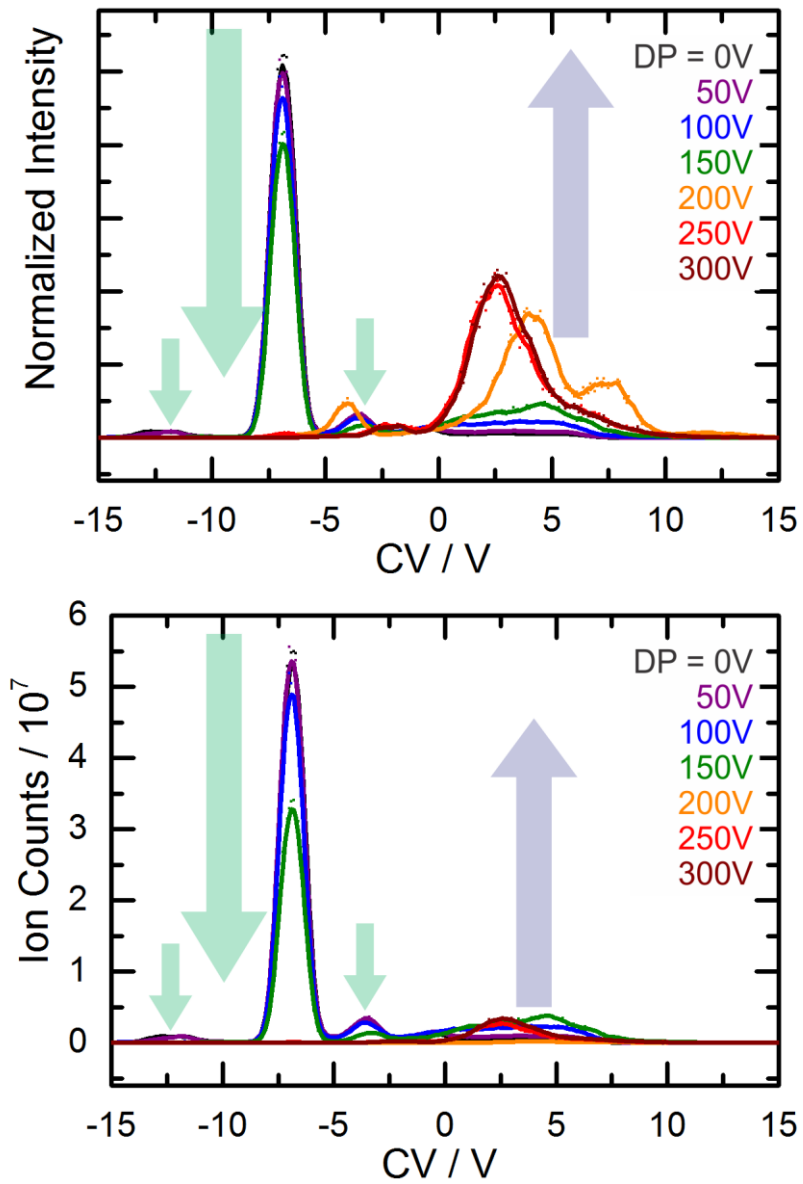 Normalized Intensity
DP = 0V
50V
100V
150V
200V
250V
300V
-15 -10 -5 0 5 10 15
CV / V
Ion Counts / 10⁷
6
5
4
3
2
1
0
DP = 0V
50V
100V
150V
200V
250V
300V
-15 -10 -5 0 5 10 15
CV / V